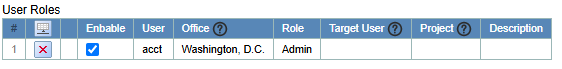 User Roles
# Enbable User Office ? Role Target User ? Project ? Description
1 acct Washington, D.C. Admin